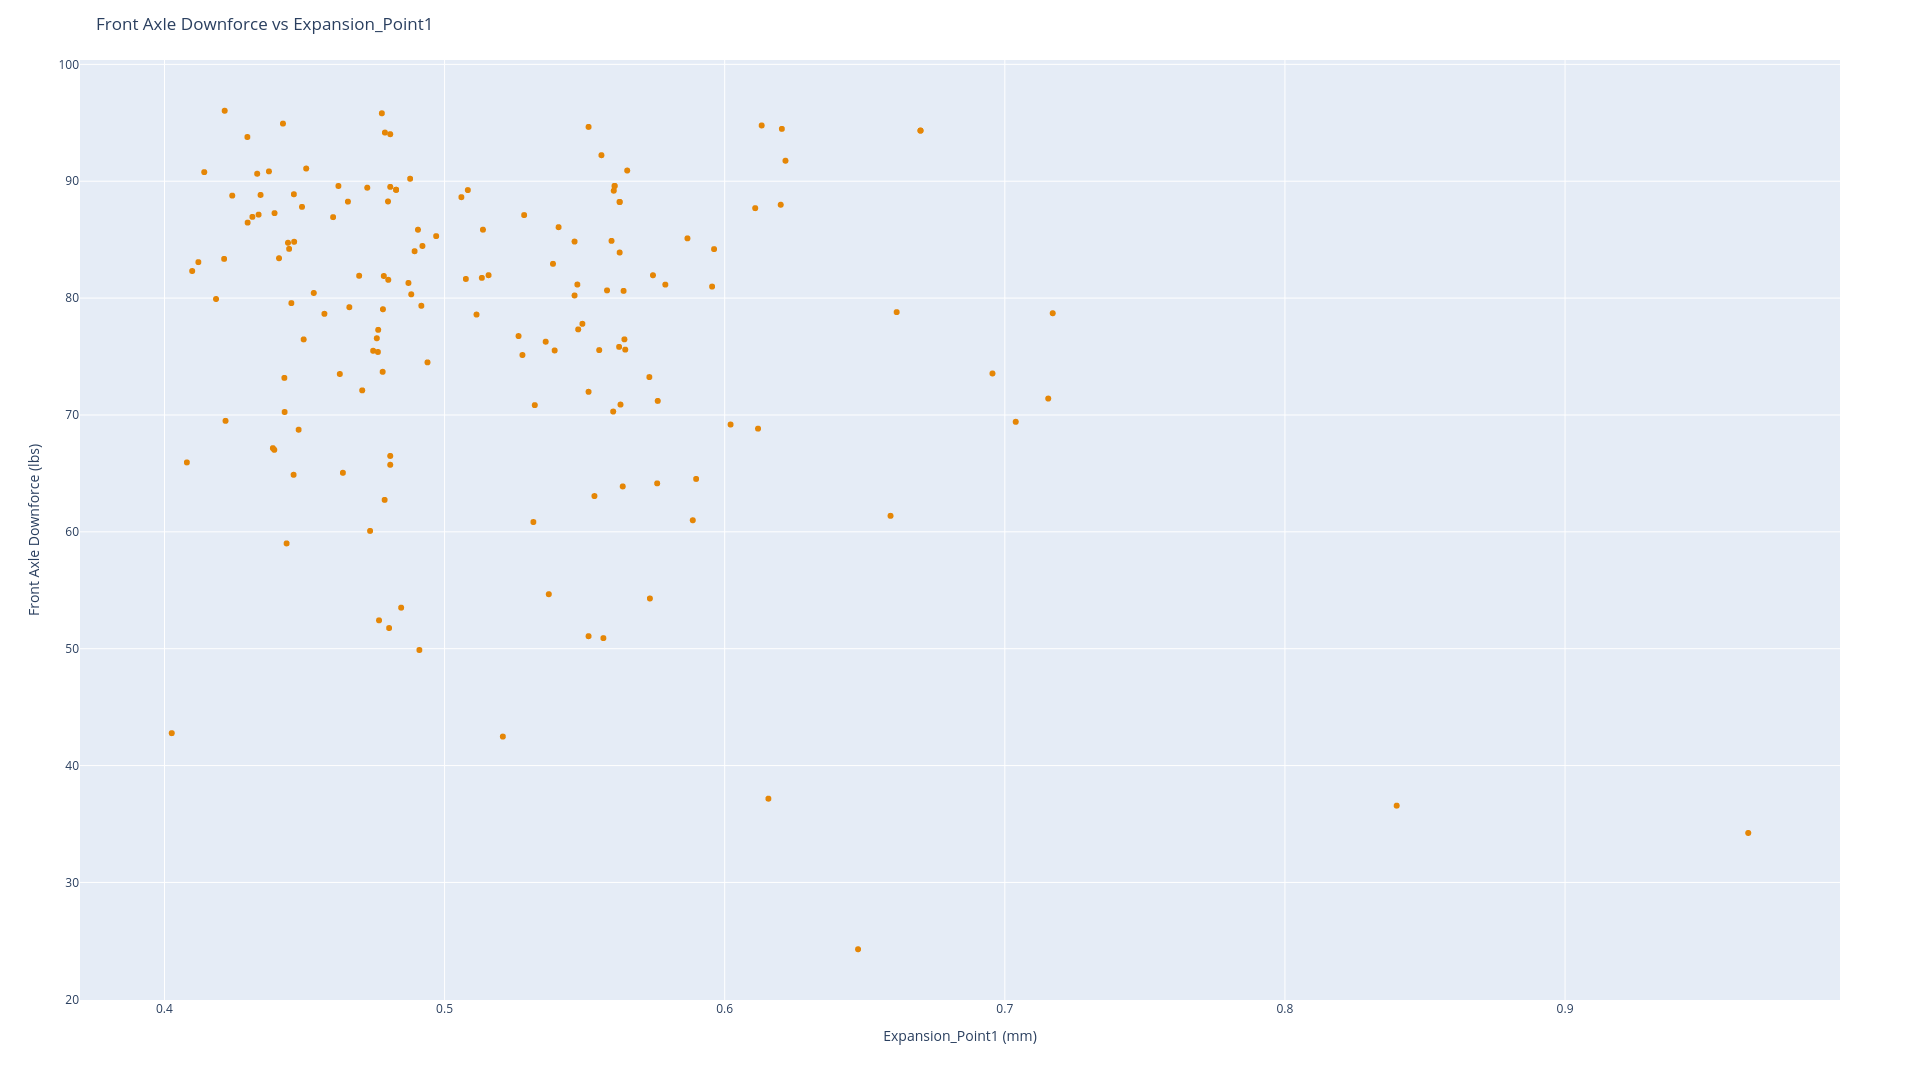 Front Axle Downforce vs Expansion_Point1
100
90
80
70
60
50
40
30
20
Front Axle Downforce (lbs)
0.4 0.5 0.6 0.7 0.8 0.9
Expansion_Point1 (mm)